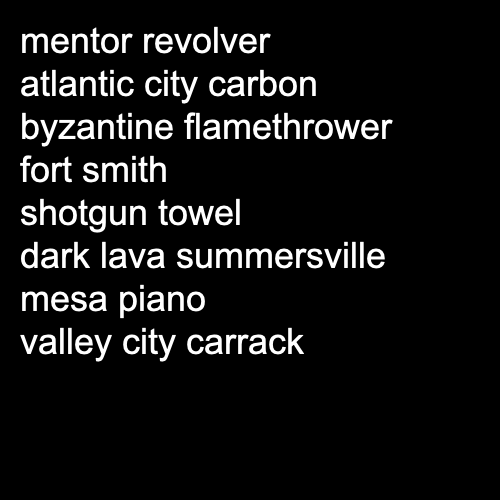 mentor revolver
atlantic city carbon
byzantine flamethrower
fort smith
shotgun towel
dark lava summersville
mesa piano
valley city carrack